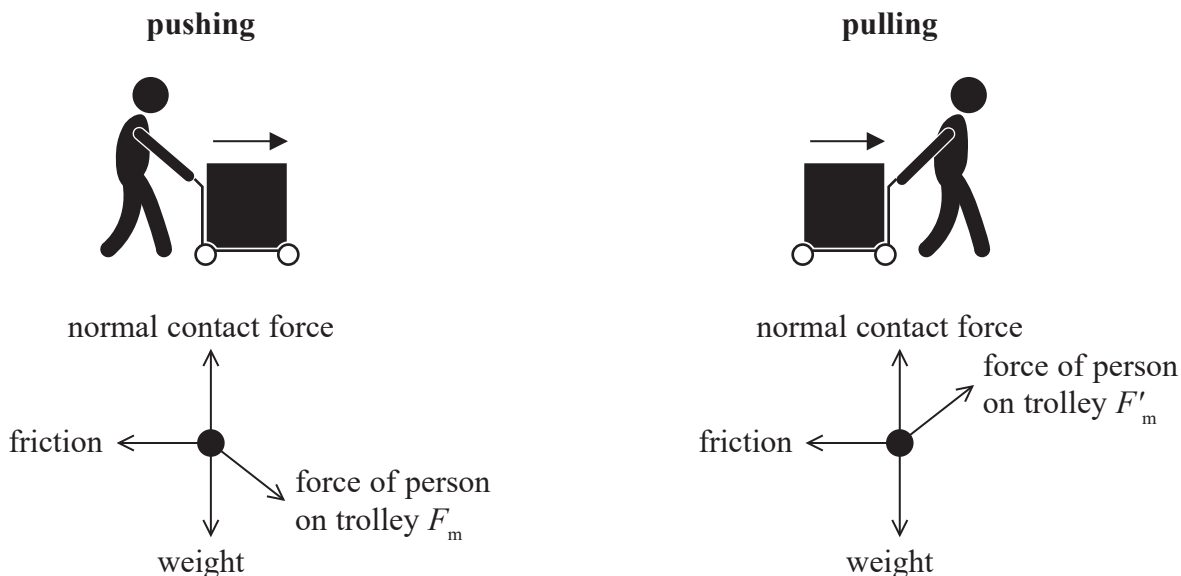 pushing
pulling
normal contact force
friction
force of person
on trolley Fm
weight
normal contact force
force of person
on trolley F′m
friction
weight